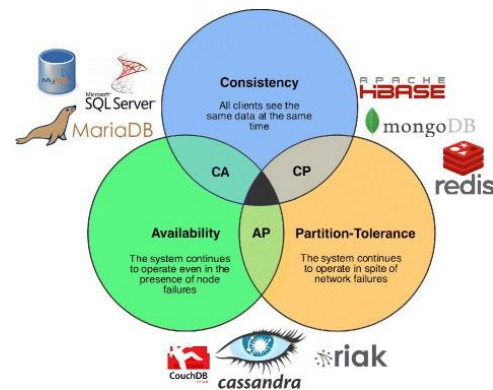 MySQL
Microsoft
SQL Server
MariaDB
Consistency
All clients see the
same data at the same
time
APACHE
HBASE
mongoDB
redis
CA
CP
Availability
The system continues
to operate even in the
presence of node
failures
AP
Partition-Tolerance
The system continues
to operate in spite of
network failures
CouchDB
cassandra
riak